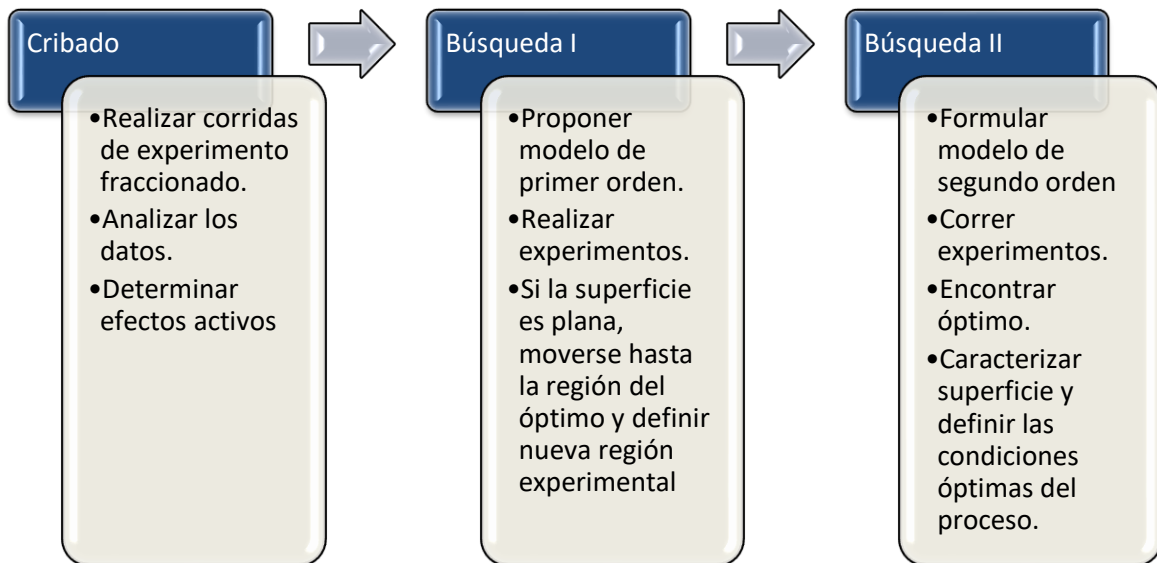 Cribado
•Realizar corridas
de experimento
fraccionado.
•Analizar los
datos.
•Determinar
efectos activos
Búsqueda I
•Proponer
modelo de
primer orden.
•Realizar
experimentos.
•Si la superficie
es plana,
moverse hasta
la región del
óptimo y definir
nueva región
experimental
Búsqueda II
•Formular
modelo de
segundo orden
•Correr
experimentos.
•Encontrar
óptimo.
•Caracterizar
superficie y
definir las
condiciones
óptimas del
proceso.